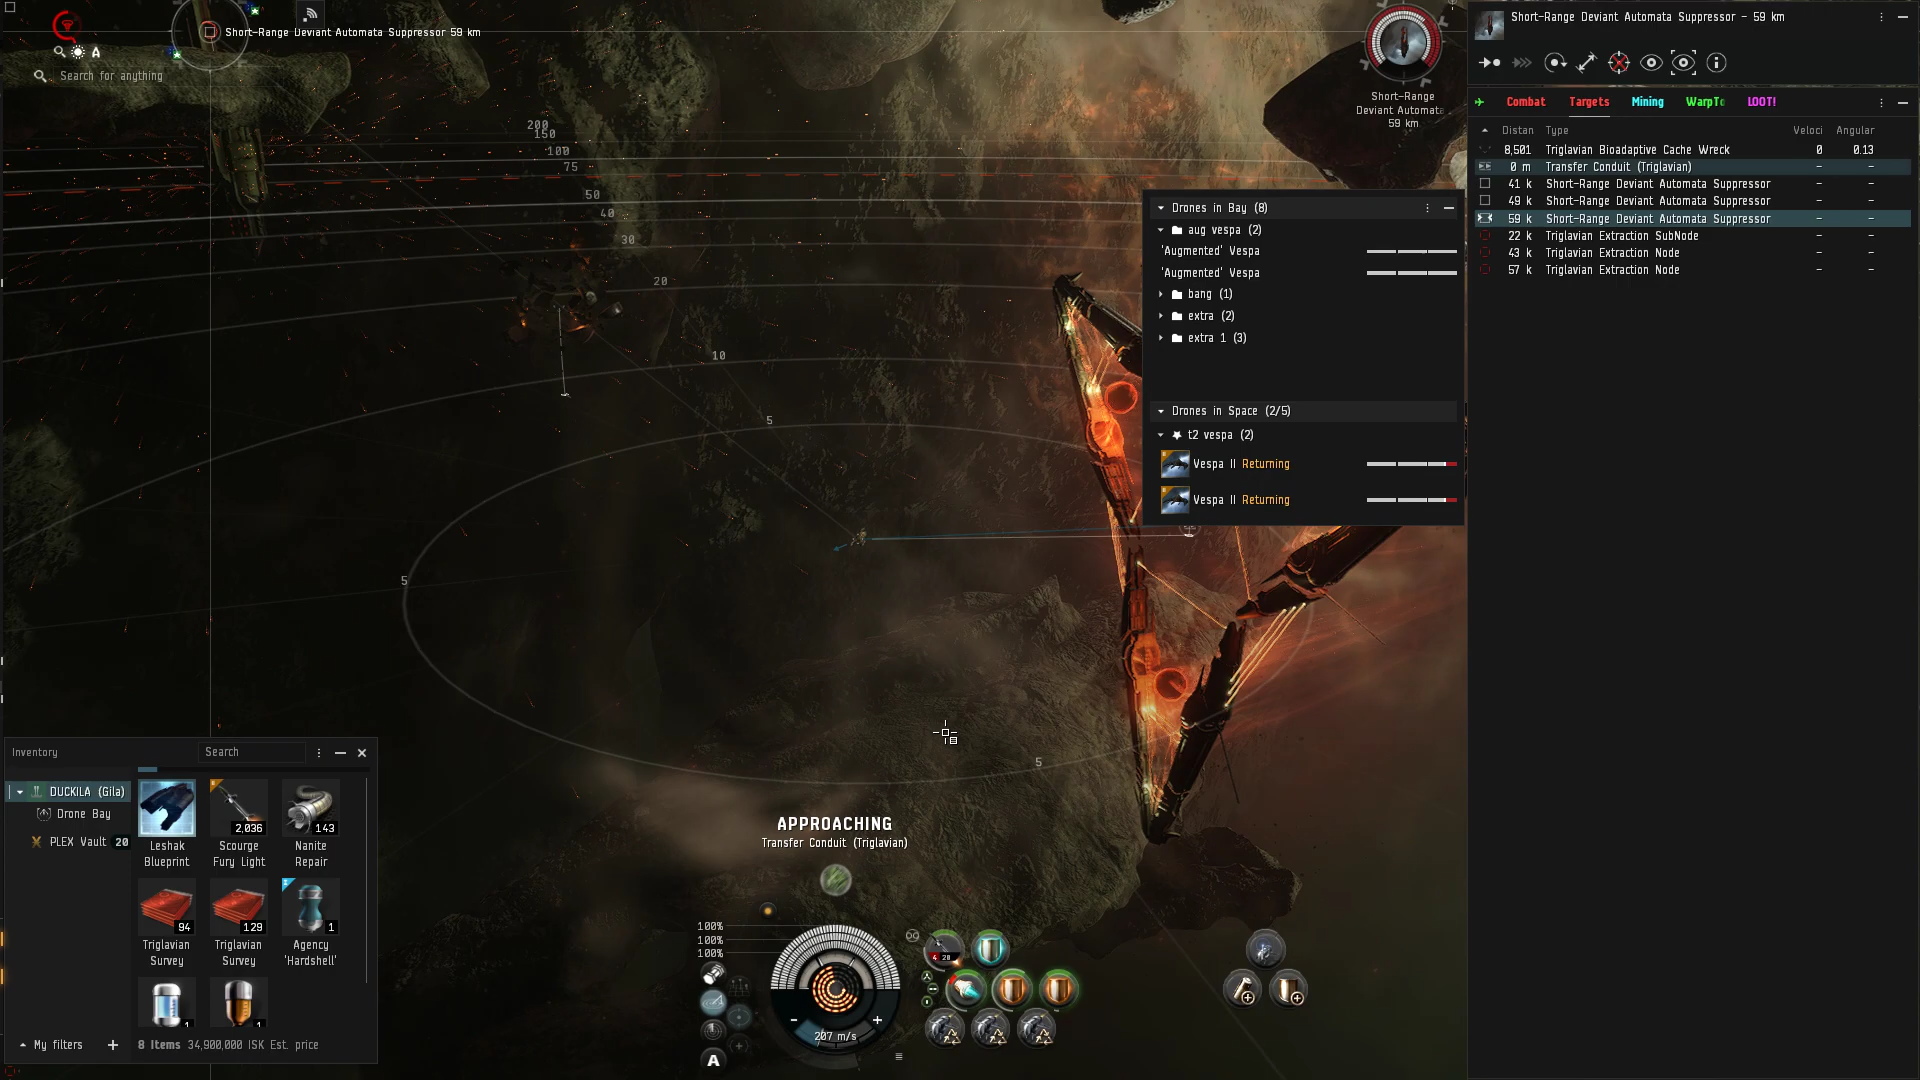 Short-Range Deviant Automata Suppressor 59 km
A
Search for anything
Short-Range
Deviant Automata
59 km
Short-Range Deviant Automata Suppressor - 59 km
Combat Targets Mining WarpTo LOOT!
Distan Type Veloci Angular
8,501 Triglavian Bioadaptive Cache Wreck 0 0.13
0 m Transfer Conduit (Triglavian) - -
41 k Short-Range Deviant Automata Suppressor - -
49 k Short-Range Deviant Automata Suppressor - -
59 k Short-Range Deviant Automata Suppressor - -
22 k Triglavian Extraction SubNode - -
43 k Triglavian Extraction Node - -
57 k Triglavian Extraction Node - -
200
150
100
75
50
40
30
20
10
5
5
5
Drones in Bay (8)
aug vespa (2)
'Augmented' Vespa
'Augmented' Vespa
bang (1)
extra (2)
extra 1 (3)
Drones in Space (2/5)
t2 vespa (2)
Vespa II Returning
Vespa II Returning
Inventory
Search
DUCKILA (Gila)
Drone Bay
PLEX Vault 20
Leshak
Blueprint
2,036
Scourge
Fury Light
143
Nanite
Repair
94
Triglavian
Survey
129
Triglavian
Survey
1
Agency
'Hardshell'
1
1
My filters +
8 Items 34,900,000 ISK Est. price
APPROACHING
Transfer Conduit (Triglavian)
100%
100%
100%
207 m/s
A
4 20